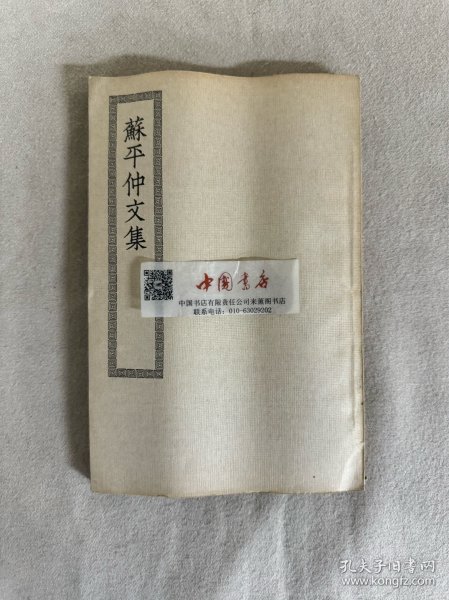 蘇平仲文集
中国书店
中国书店有限责任公司来薰阁书店
联系电话：010-63029202
孔夫子旧书网
www.kongfz.com